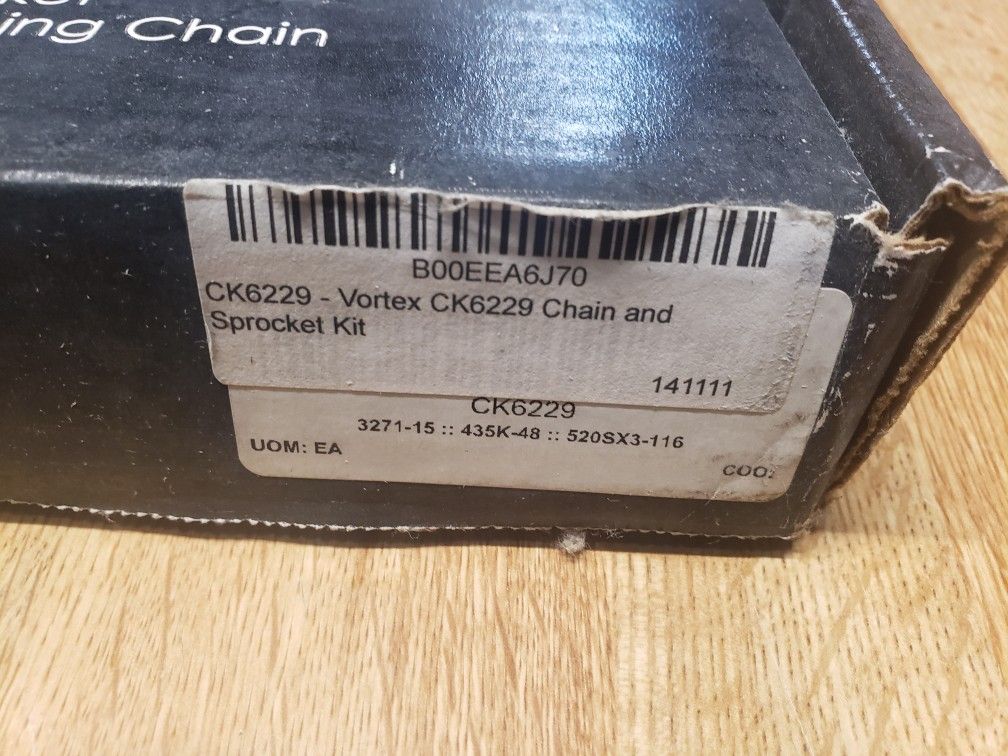 ing Chain
B00EEA6J70
CK6229 - Vortex CK6229 Chain and
Sprocket Kit
141111
CK6229
3271-15 :: 435K-48 :: 520SX3-116
UOM: EA
COO: